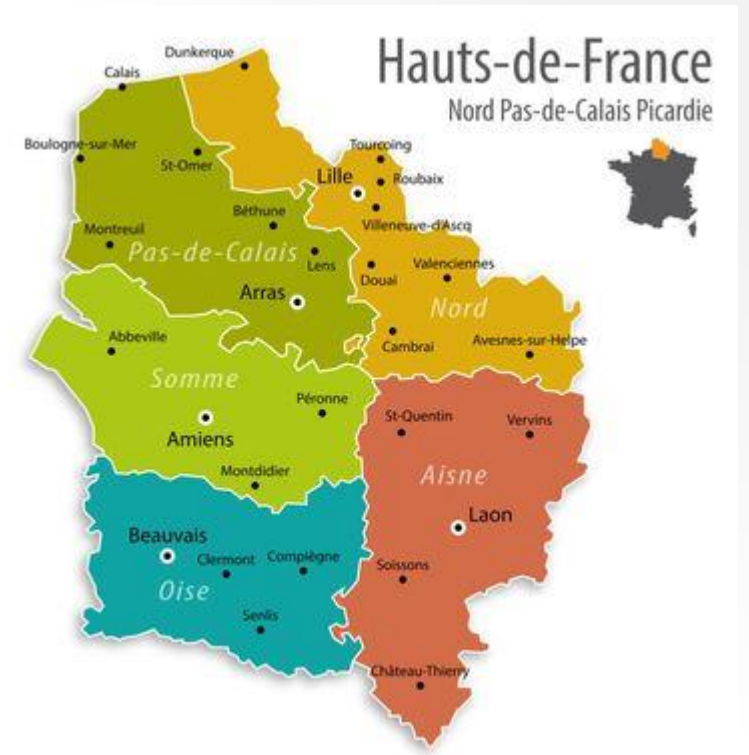 Hauts-de-France
Nord Pas-de-Calais Picardie
Dunkerque
Calais
Boulogne-sur-Mer
St-Omer
Tourcoing
Lille
Roubaix
Béthune
Villeneuve-d'Ascq
Montreuil
Pas-de-Calais
Lens
Douai
Valenciennes
Arras
Nord
Abbeville
Cambrai
Avesnes-sur-Helpe
Somme
Péronne
St-Quentin
Vervins
Amiens
Montdidier
Aisne
Laon
Beauvais
Clermont
Compiègne
Soissons
Oise
Senlis
Château-Thierry